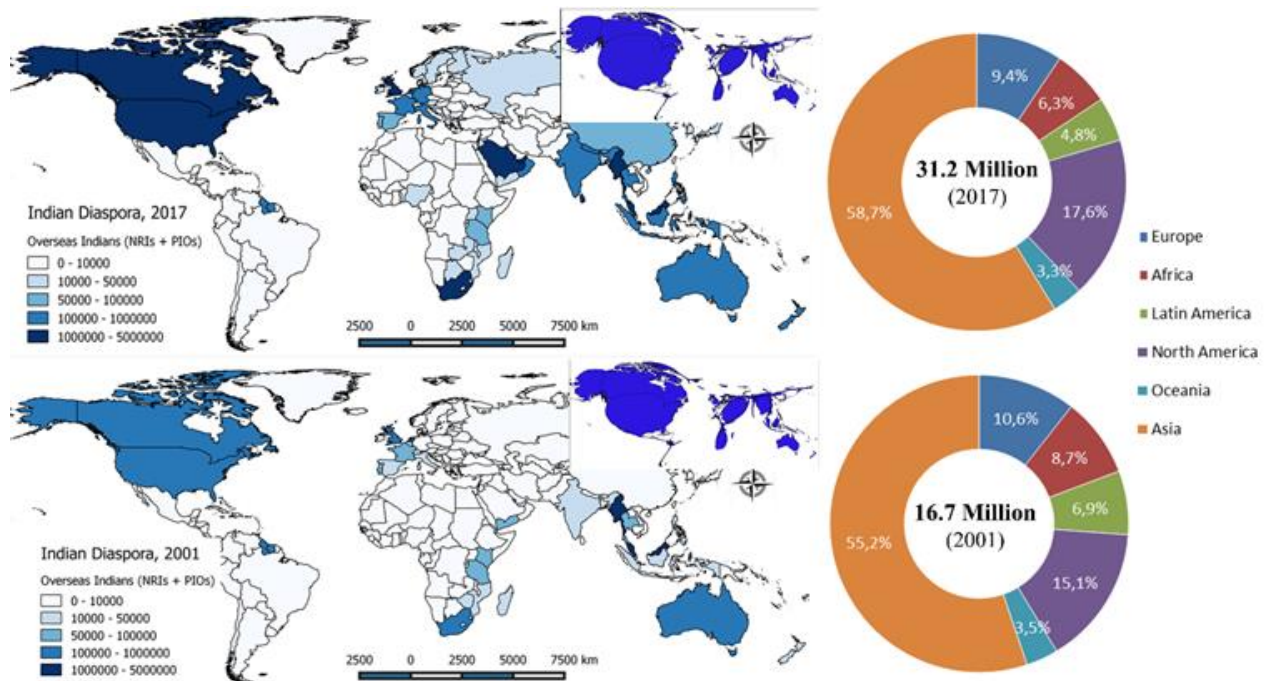 Indian Diaspora, 2017
Overseas Indians (NRIs + PIOs)
0 - 10000
10000 - 50000
50000 - 100000
100000 - 1000000
1000000 - 5000000
2500 0 2500 5000 7500 km
9,4%
6,3%
4,8%
17,6%
3,3%
58,7%
31.2 Million
(2017)
Europe
Africa
Latin America
North America
Oceania
Asia
Indian Diaspora, 2001
Overseas Indians (NRIs + PIOs)
0 - 10000
10000 - 50000
50000 - 100000
100000 - 1000000
1000000 - 5000000
2500 0 2500 5000 7500 km
10,6%
8,7%
6,9%
15,1%
3,5%
55,2%
16.7 Million
(2001)